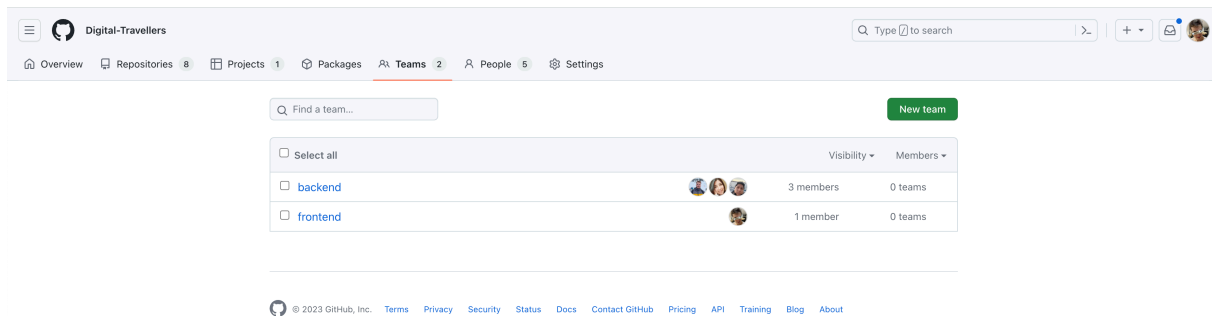 Digital-Travellers
Type / to search
Overview Repositories 8 Projects 1 Packages Teams 2 People 5 Settings
Find a team...
New team
Select all Visibility Members
backend 3 members 0 teams
frontend 1 member 0 teams
© 2023 GitHub, Inc. Terms Privacy Security Status Docs Contact GitHub Pricing API Training Blog About